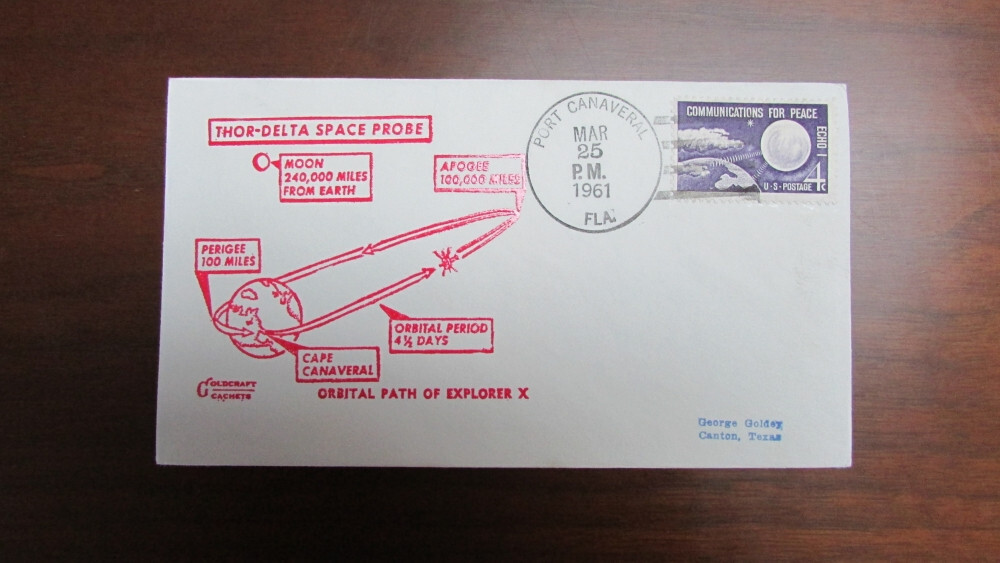 THOR-DELTA SPACE PROBE
MOON
240,000 MILES
FROM EARTH
APOGEE
100,000 MILES
PERIGEE
100 MILES
ORBITAL PERIOD
4½ DAYS
CAPE
CANAVERAL
GOLDCRAFT
CACHETS
ORBITAL PATH OF EXPLORER X
PORT CANAVERAL
MAR
25
P.M.
1961
FLA.
COMMUNICATIONS FOR PEACE
ECHO I
U·S·POSTAGE 4c
George Goldey
Canton, Texas